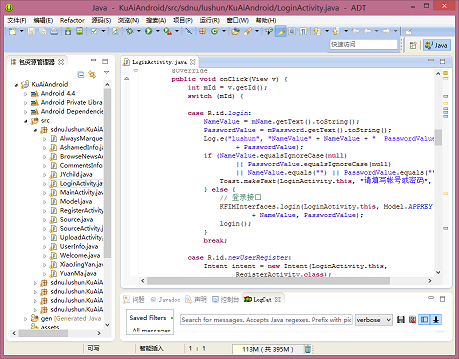 Java - KuAiAndroid/src/sdnu/lushun/KuAiAndroid/LoginActivity.java - ADT
文件(F) 编辑(E) Refactor 源码(S) 浏览(N) 搜索(A) 项目(P) 运行(R) 窗口(W) 帮助(H)
快速访问
Java
包资源管理器
KuAiAndroid
Android 4.4
Android Private Libra
Android Dependencies
src
sdnu.lushun.KuAiA
AlwaysMarque
AshamedInfo.ja
BrowseNewsAc
CommentsInfo
JYchild.java
LoginActivity.ja
MainActivity.ja
Model.java
RegisterActivity
Source.java
SourceActivity.j
UploadActivity
UserInfo.java
Welcome.java
XiaoJingYan.ja
YuanMa.java
sdnu.lushun.KuAiA
sdnu.lushun.KuAiA
sdnu.lushun.KuAiA
gen [Generated Java
assets
LoginActivity.java
@Override
public void onClick(View v) {
int mId = v.getId();
switch (mId) {
case R.id.login:
NameValue = mName.getText().toString();
PasswordValue = mPassword.getText().toString();
Log.e("lushun", "NameValue" + NameValue + "  PasswordValue
if (NameValue.equalsIgnoreCase(null)
|| PasswordValue.equalsIgnoreCase(null)
|| NameValue.equals("") || PasswordValue.equals(""
Toast.makeText(LoginActivity.this, "请填写帐号或密码",
} else {
// 登录接口
KFIMInterfaces.login(LoginActivity.this, Model.APPKEY
+ NameValue, PasswordValue);
login();
}
break;
case R.id.newUserRegister:
Intent intent = new Intent(LoginActivity.this,
RegisterActivity.class);
问题 Javadoc 声明 控制台 LogCat
Saved filters
All messages
Search for messages. Accepts Java regexes. Prefix with pic
verbose
可写 智能插入 1 : 1 113M (共 395M)